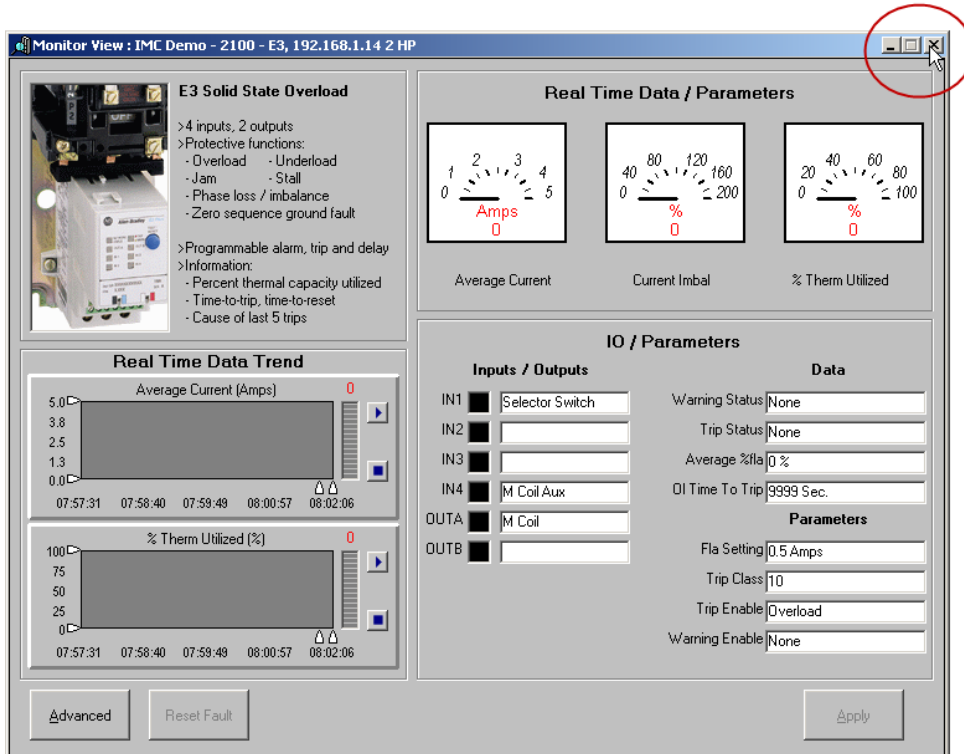 Monitor View : IMC Demo - 2100 - E3, 192.168.1.14 2 HP
E3 Solid State Overload
>4 inputs, 2 outputs
>Protective functions:
- Overload - Underload
- Jam - Stall
- Phase loss / imbalance
- Zero sequence ground fault
>Programmable alarm, trip and delay
>Information:
- Percent thermal capacity utilized
- Time-to-trip, time-to-reset
- Cause of last 5 trips
OFF
Allen-Bradley
Real Time Data / Parameters
0 1 2 3 4 5
Amps
0
Average Current
0 40 80 120 160 200
%
0
Current Imbal
0 20 40 60 80 100
%
0
% Therm Utilized
Real Time Data Trend
Average Current (Amps) 0
5.0
3.8
2.5
1.3
0.0
07:57:31 07:58:40 07:59:49 08:00:57 08:02:06
% Therm Utilized (%) 0
100
75
50
25
0
07:57:31 07:58:40 07:59:49 08:00:57 08:02:06
IO / Parameters
Inputs / Outputs
IN1 Selector Switch
IN2
IN3
IN4 M Coil Aux
OUTA M Coil
OUTB
Data
Warning Status None
Trip Status None
Average %fla 0 %
Ol Time To Trip 9999 Sec.
Parameters
Fla Setting 0.5 Amps
Trip Class 10
Trip Enable Overload
Warning Enable None
Advanced
Reset Fault
Apply